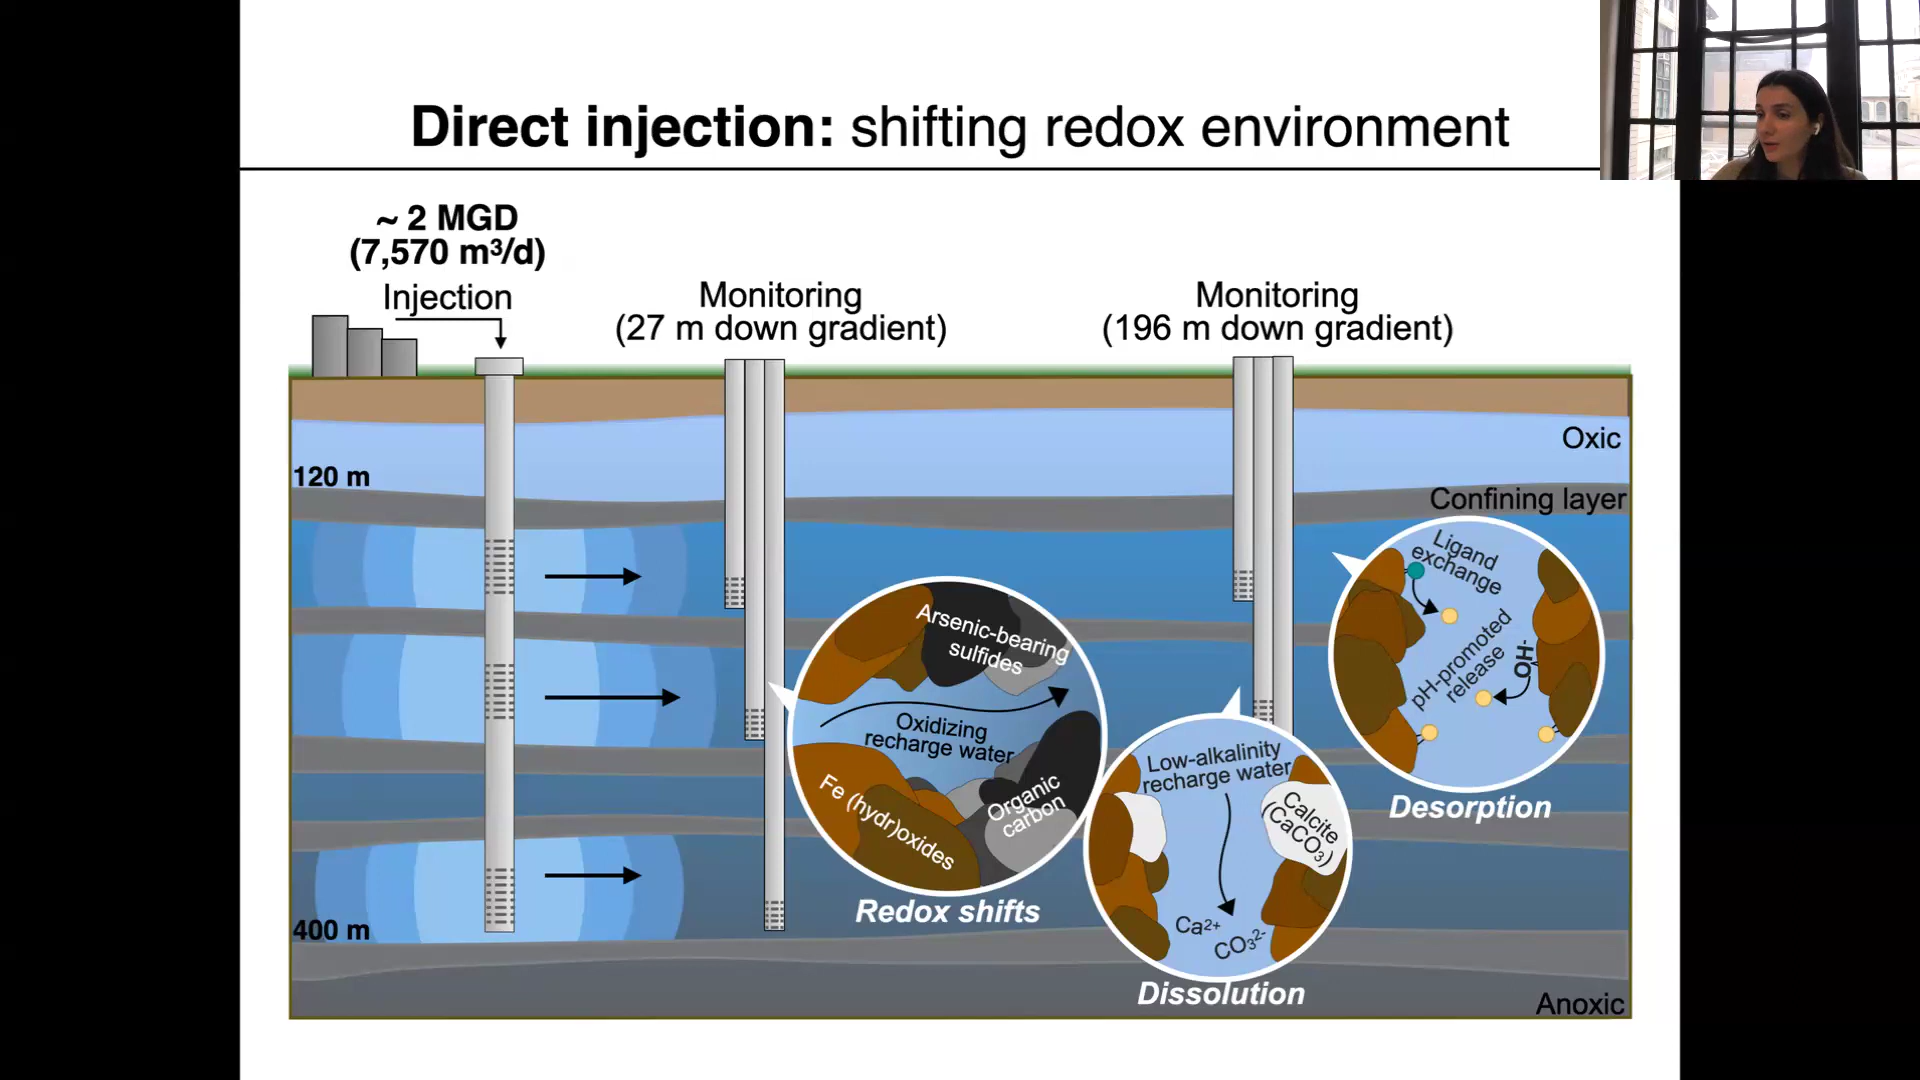 Direct injection: shifting redox environment
~ 2 MGD
(7,570 m³/d)
Injection
Monitoring
(27 m down gradient)
Monitoring
(196 m down gradient)
Oxic
120 m
Confining layer
Ligand
exchange
pH-promoted
release
OH-
Desorption
Arsenic-bearing
sulfides
Oxidizing
recharge water
Fe (hydr)oxides
Organic
carbon
Redox shifts
Low-alkalinity
recharge water
Calcite
(CaCO₃)
Ca²⁺
CO₃²⁻
Dissolution
400 m
Anoxic